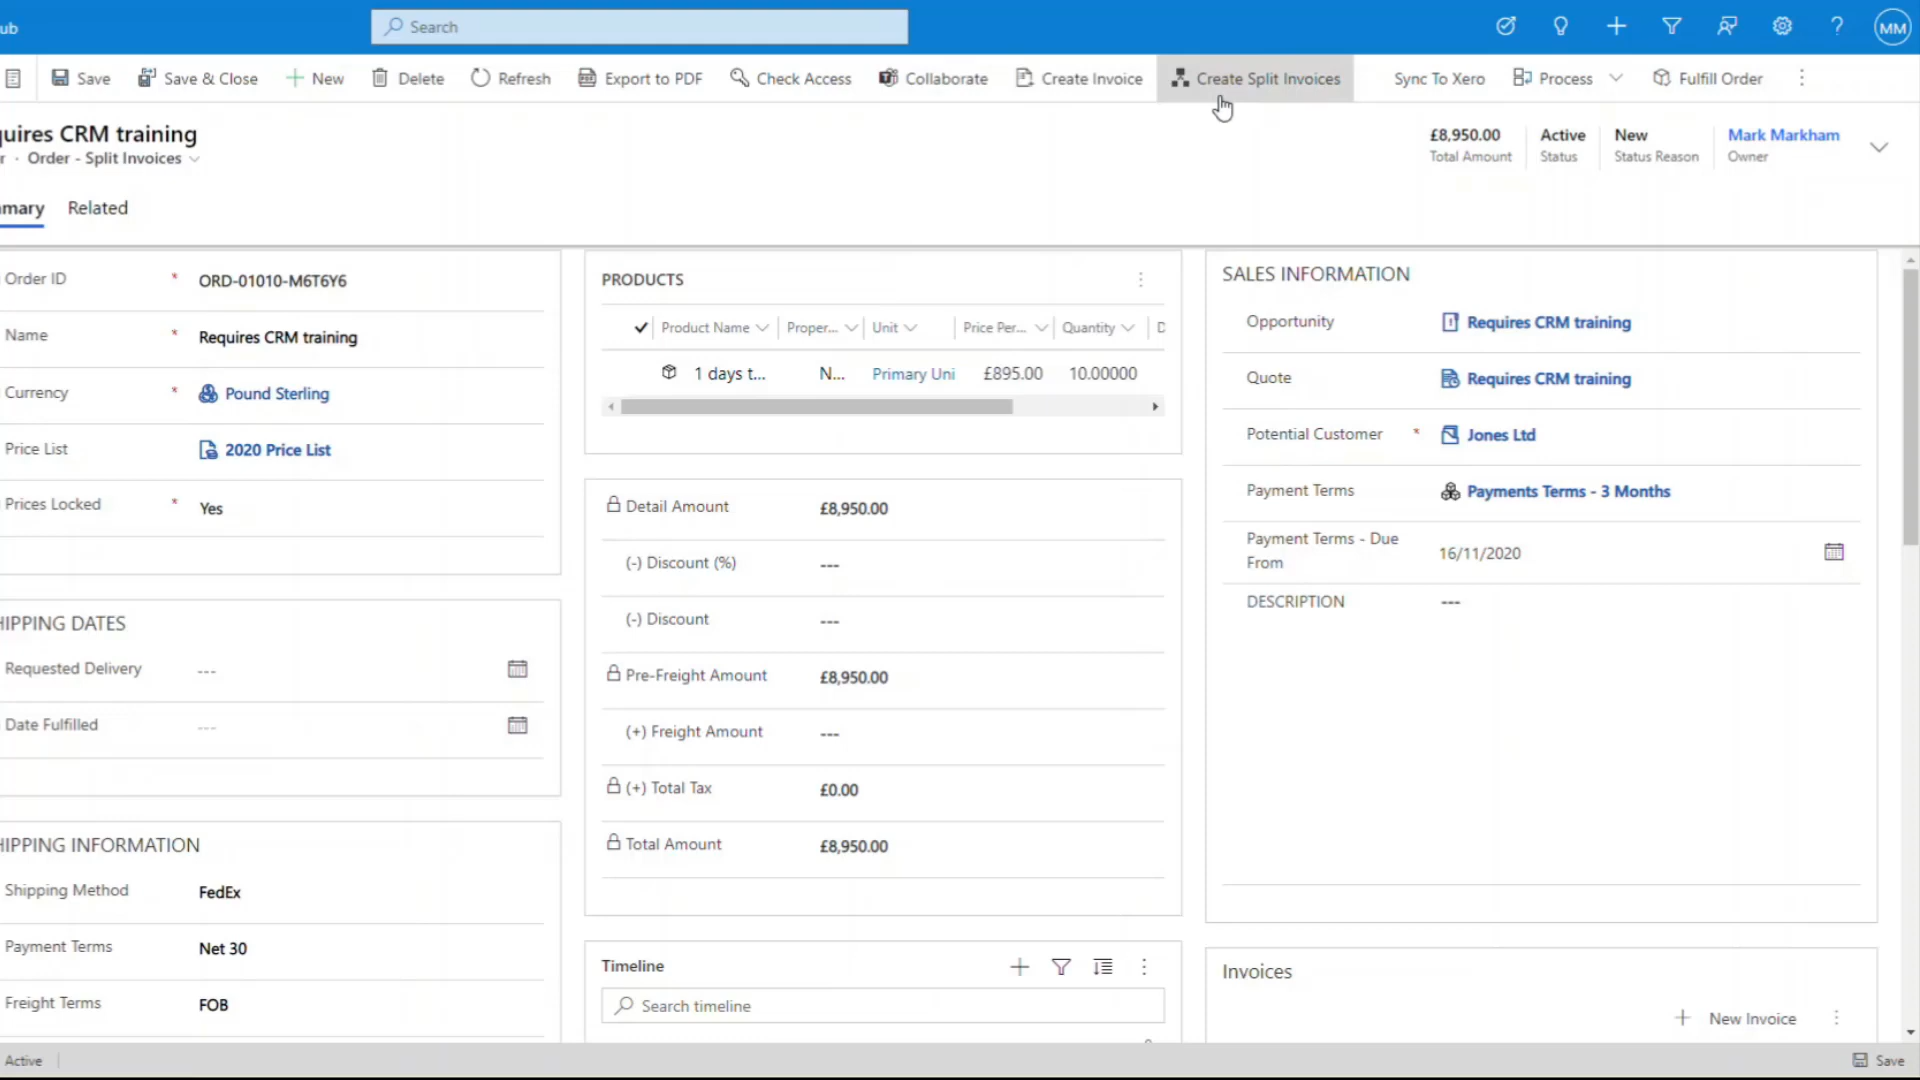 ub
Search
MM
Save
Save & Close
New
Delete
Refresh
Export to PDF
Check Access
Collaborate
Create Invoice
Create Split Invoices
Sync To Xero
Process
Fulfill Order
quires CRM training
r · Order - Split Invoices
£8,950.00
Total Amount
Active
Status
New
Status Reason
Mark Markham
Owner
mary
Related
Order ID * ORD-01010-M6T6Y6
Name * Requires CRM training
Currency * Pound Sterling
Price List 2020 Price List
Prices Locked * Yes
HIPPING DATES
Requested Delivery ---
Date Fulfilled ---
HIPPING INFORMATION
Shipping Method FedEx
Payment Terms Net 30
Freight Terms FOB
PRODUCTS
Product Name Proper... Unit Price Per... Quantity D
1 days t... N... Primary Uni £895.00 10.00000
Detail Amount £8,950.00
(-) Discount (%) ---
(-) Discount ---
Pre-Freight Amount £8,950.00
(+) Freight Amount ---
(+) Total Tax £0.00
Total Amount £8,950.00
Timeline
Search timeline
SALES INFORMATION
Opportunity Requires CRM training
Quote Requires CRM training
Potential Customer * Jones Ltd
Payment Terms Payments Terms - 3 Months
Payment Terms - Due
From 16/11/2020
DESCRIPTION ---
Invoices
New Invoice
Active
Save